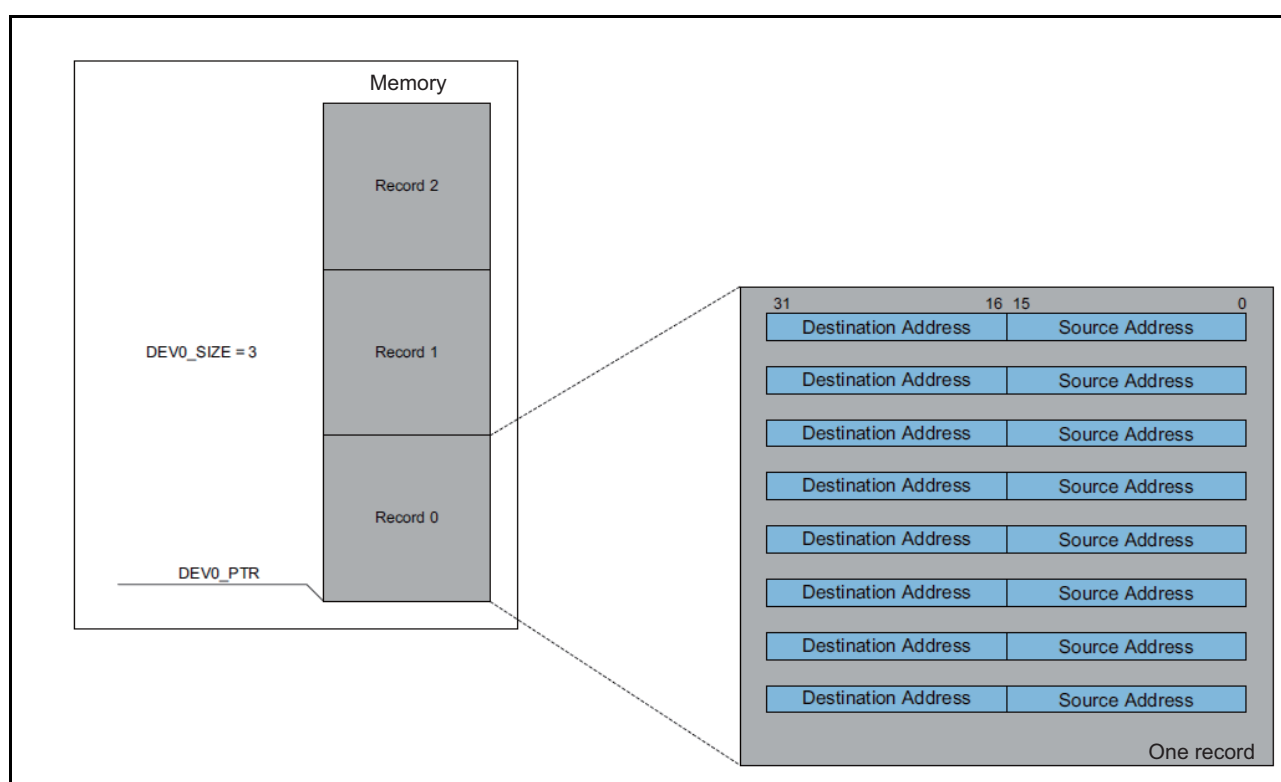 Memory
Record 2
DEV0_SIZE = 3
Record 1
Record 0
DEV0_PTR
31 16 15 0
Destination Address Source Address
Destination Address Source Address
Destination Address Source Address
Destination Address Source Address
Destination Address Source Address
Destination Address Source Address
Destination Address Source Address
Destination Address Source Address
One record